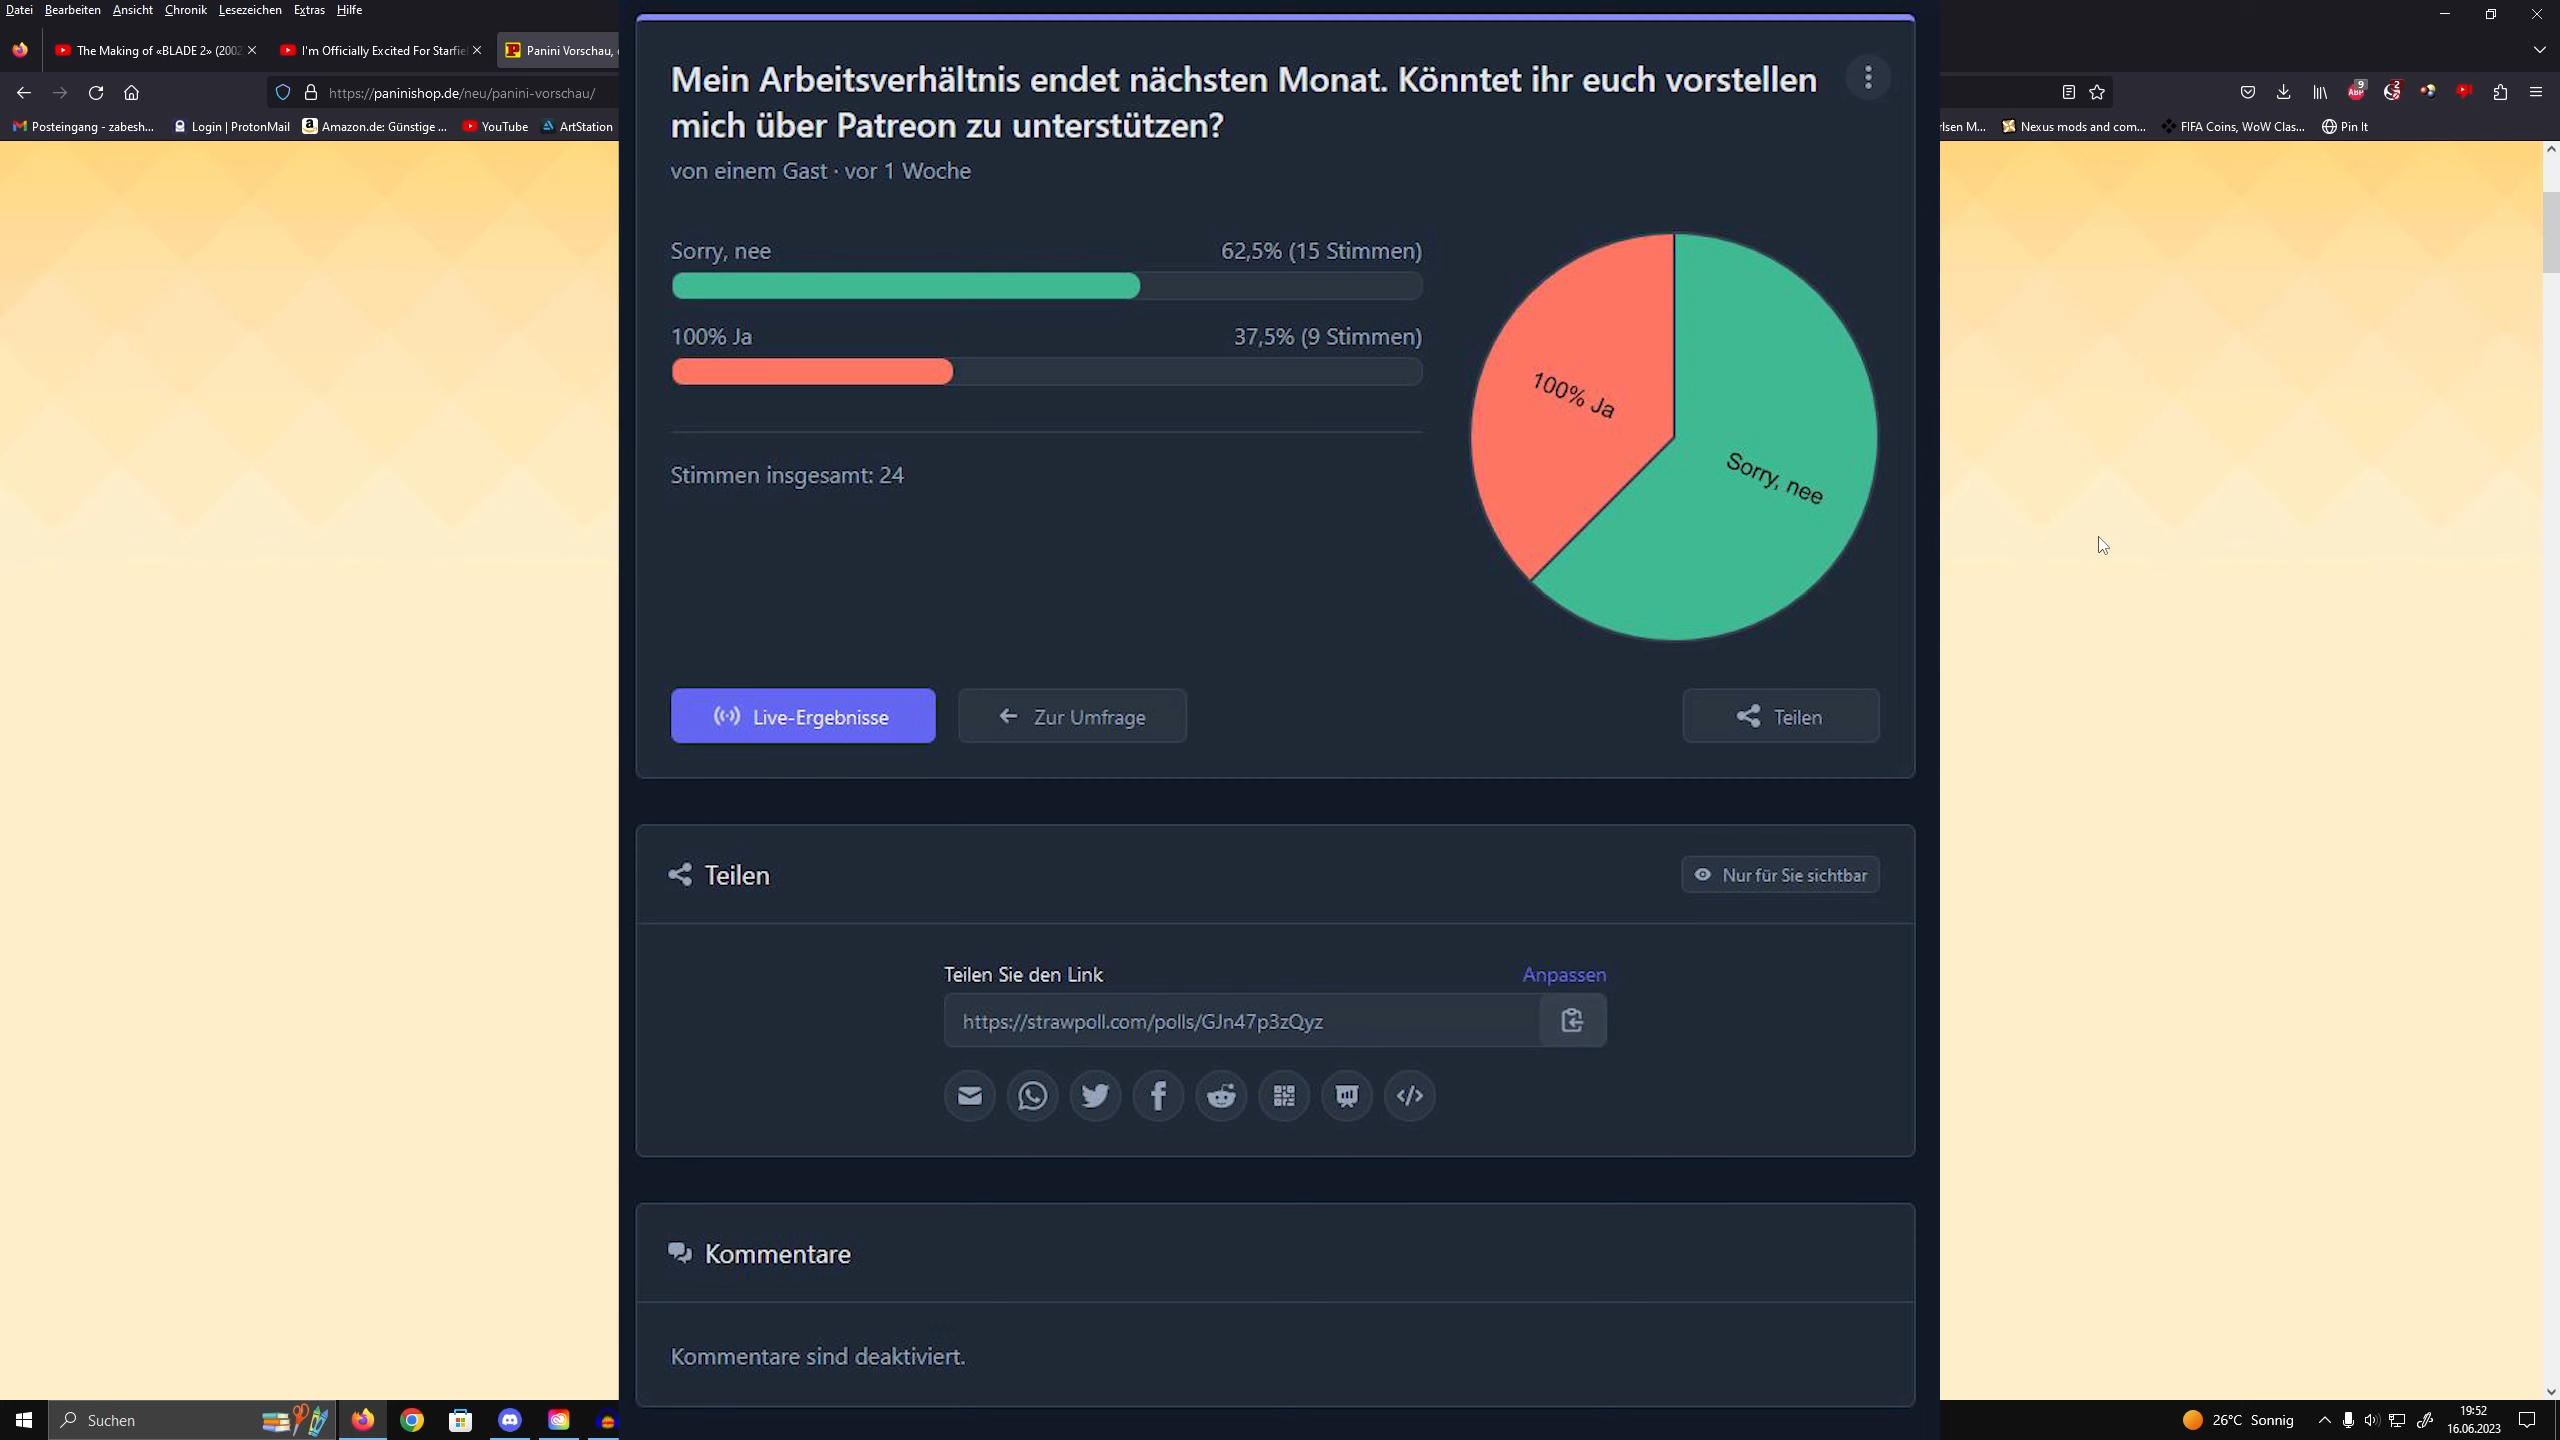 Datei Bearbeiten Ansicht Chronik Lesezeichen Extras Hilfe
The Making of «BLADE 2» (2002
I'm Officially Excited For Starfie
Panini Vorschau,
https://paninishop.de/neu/panini-vorschau/
Posteingang - zabesh...
Login | ProtonMail
Amazon.de: Günstige ...
YouTube
ArtStation
rlsen M...
Nexus mods and com...
FIFA Coins, WoW Clas...
Pin It
ABP
9
2
Mein Arbeitsverhältnis endet nächsten Monat. Könntet ihr euch vorstellen
mich über Patreon zu unterstützen?
von einem Gast · vor 1 Woche
Sorry, nee 62,5% (15 Stimmen)
100% Ja 37,5% (9 Stimmen)
Stimmen insgesamt: 24
100% Ja
Sorry, nee
Live-Ergebnisse
Zur Umfrage
Teilen
Teilen
Nur für Sie sichtbar
Teilen Sie den Link
Anpassen
https://strawpoll.com/polls/GJn47p3zQyz
Kommentare
Kommentare sind deaktiviert.
Suchen
26°C Sonnig
19:52
16.06.2023